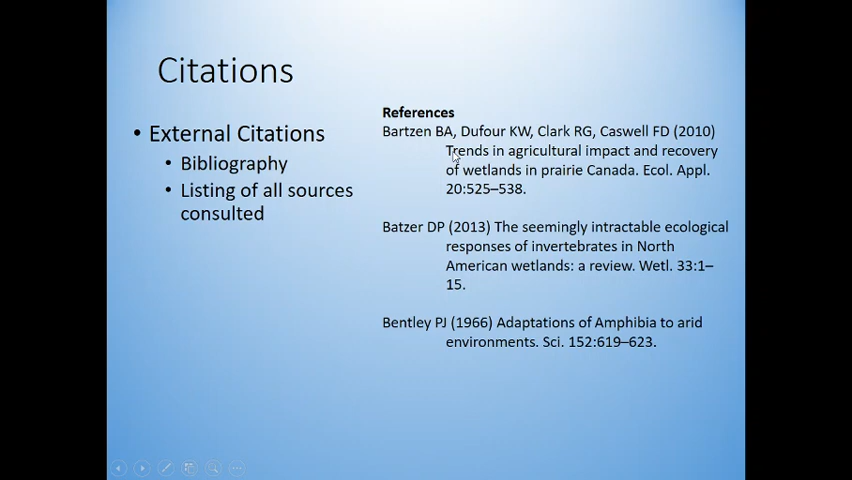 Citations
• External Citations
• Bibliography
• Listing of all sources
consulted
References
Bartzen BA, Dufour KW, Clark RG, Caswell FD (2010)
Trends in agricultural impact and recovery
of wetlands in prairie Canada. Ecol. Appl.
20:525–538.
Batzer DP (2013) The seemingly intractable ecological
responses of invertebrates in North
American wetlands: a review. Wetl. 33:1–
15.
Bentley PJ (1966) Adaptations of Amphibia to arid
environments. Sci. 152:619–623.